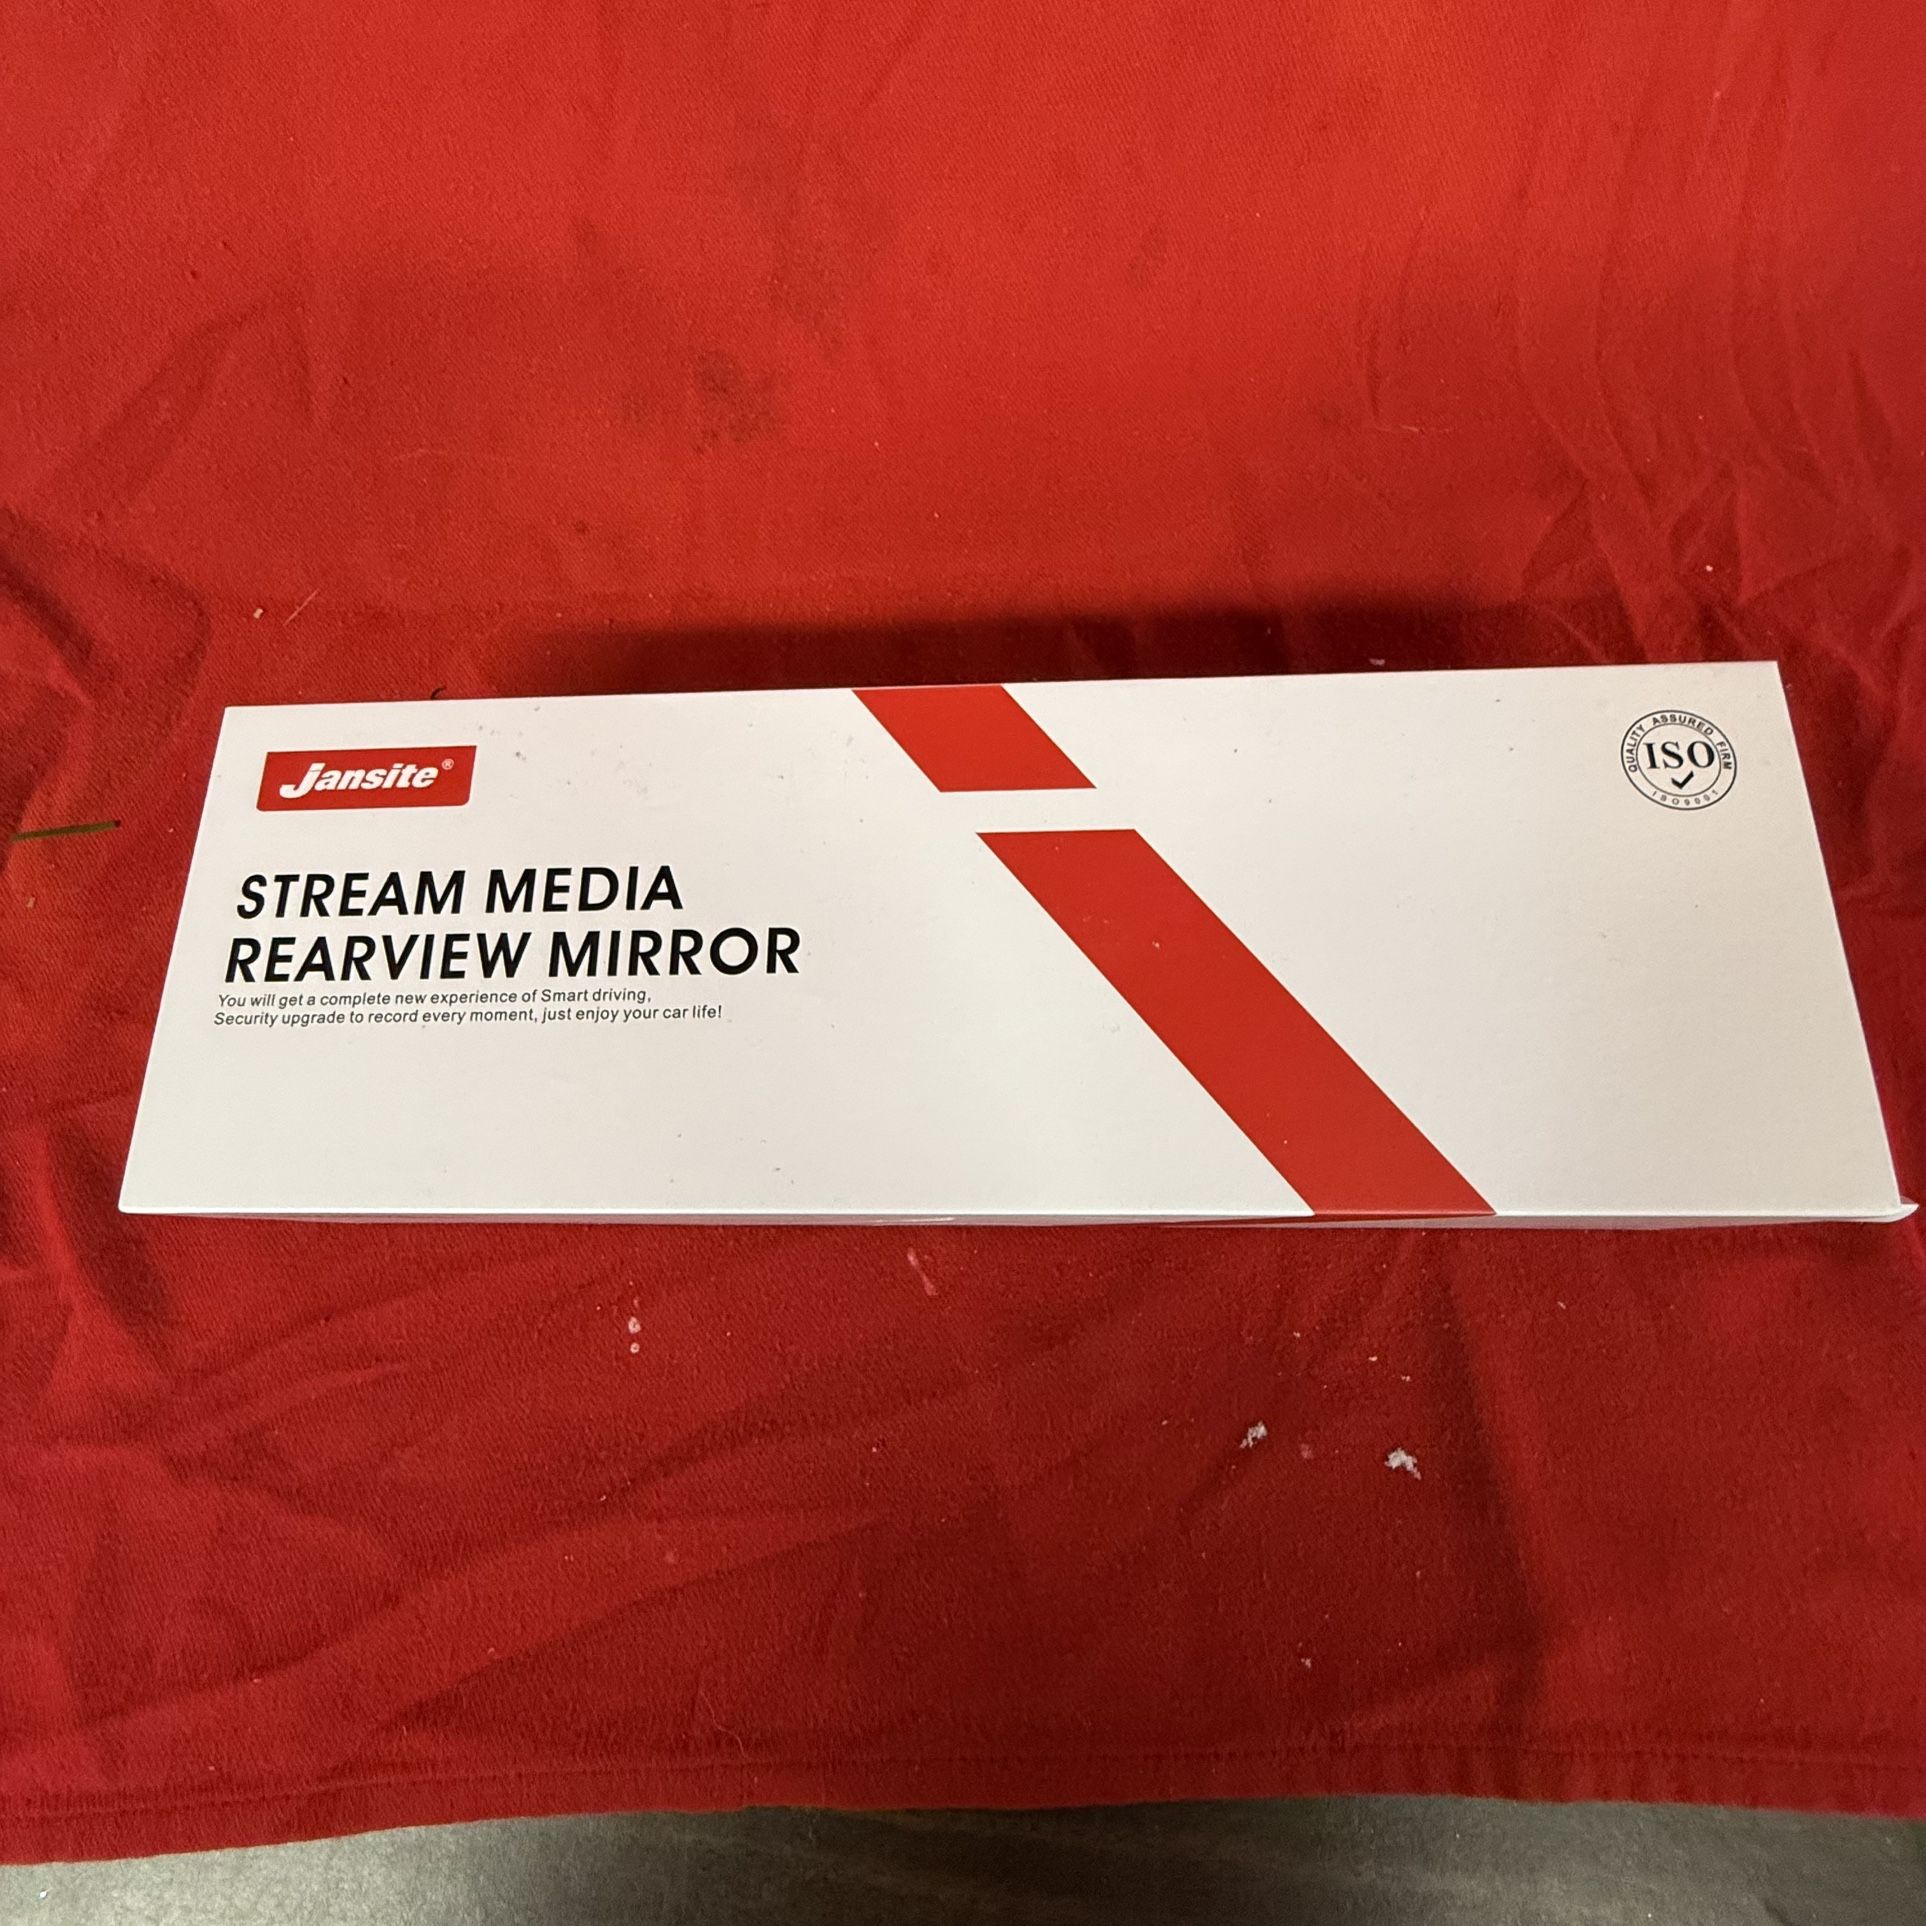 Jansite®
STREAM MEDIA
REARVIEW MIRROR
You will get a complete new experience of Smart driving,
Security upgrade to record every moment, just enjoy your car life!
QUALITY ASSURED FIRM
ISO
ISO9001